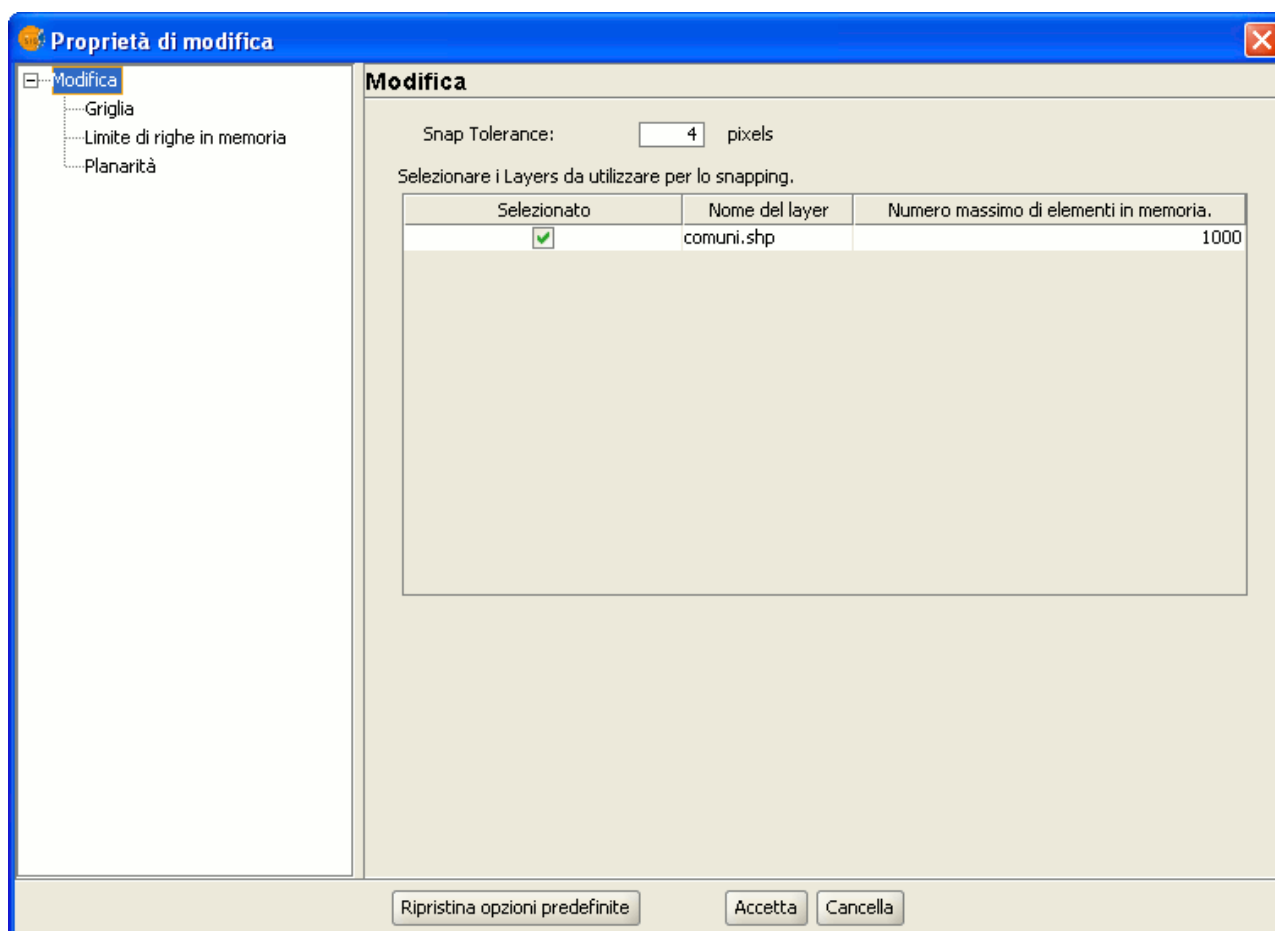 Proprietà di modifica
Modifica
Griglia
Limite di righe in memoria
Planarità
Modifica
Snap Tolerance: 4 pixels
Selezionare i Layers da utilizzare per lo snapping.
Selezionato Nome del layer Numero massimo di elementi in memoria.
comuni.shp 1000
Ripristina opzioni predefinite Accetta Cancella